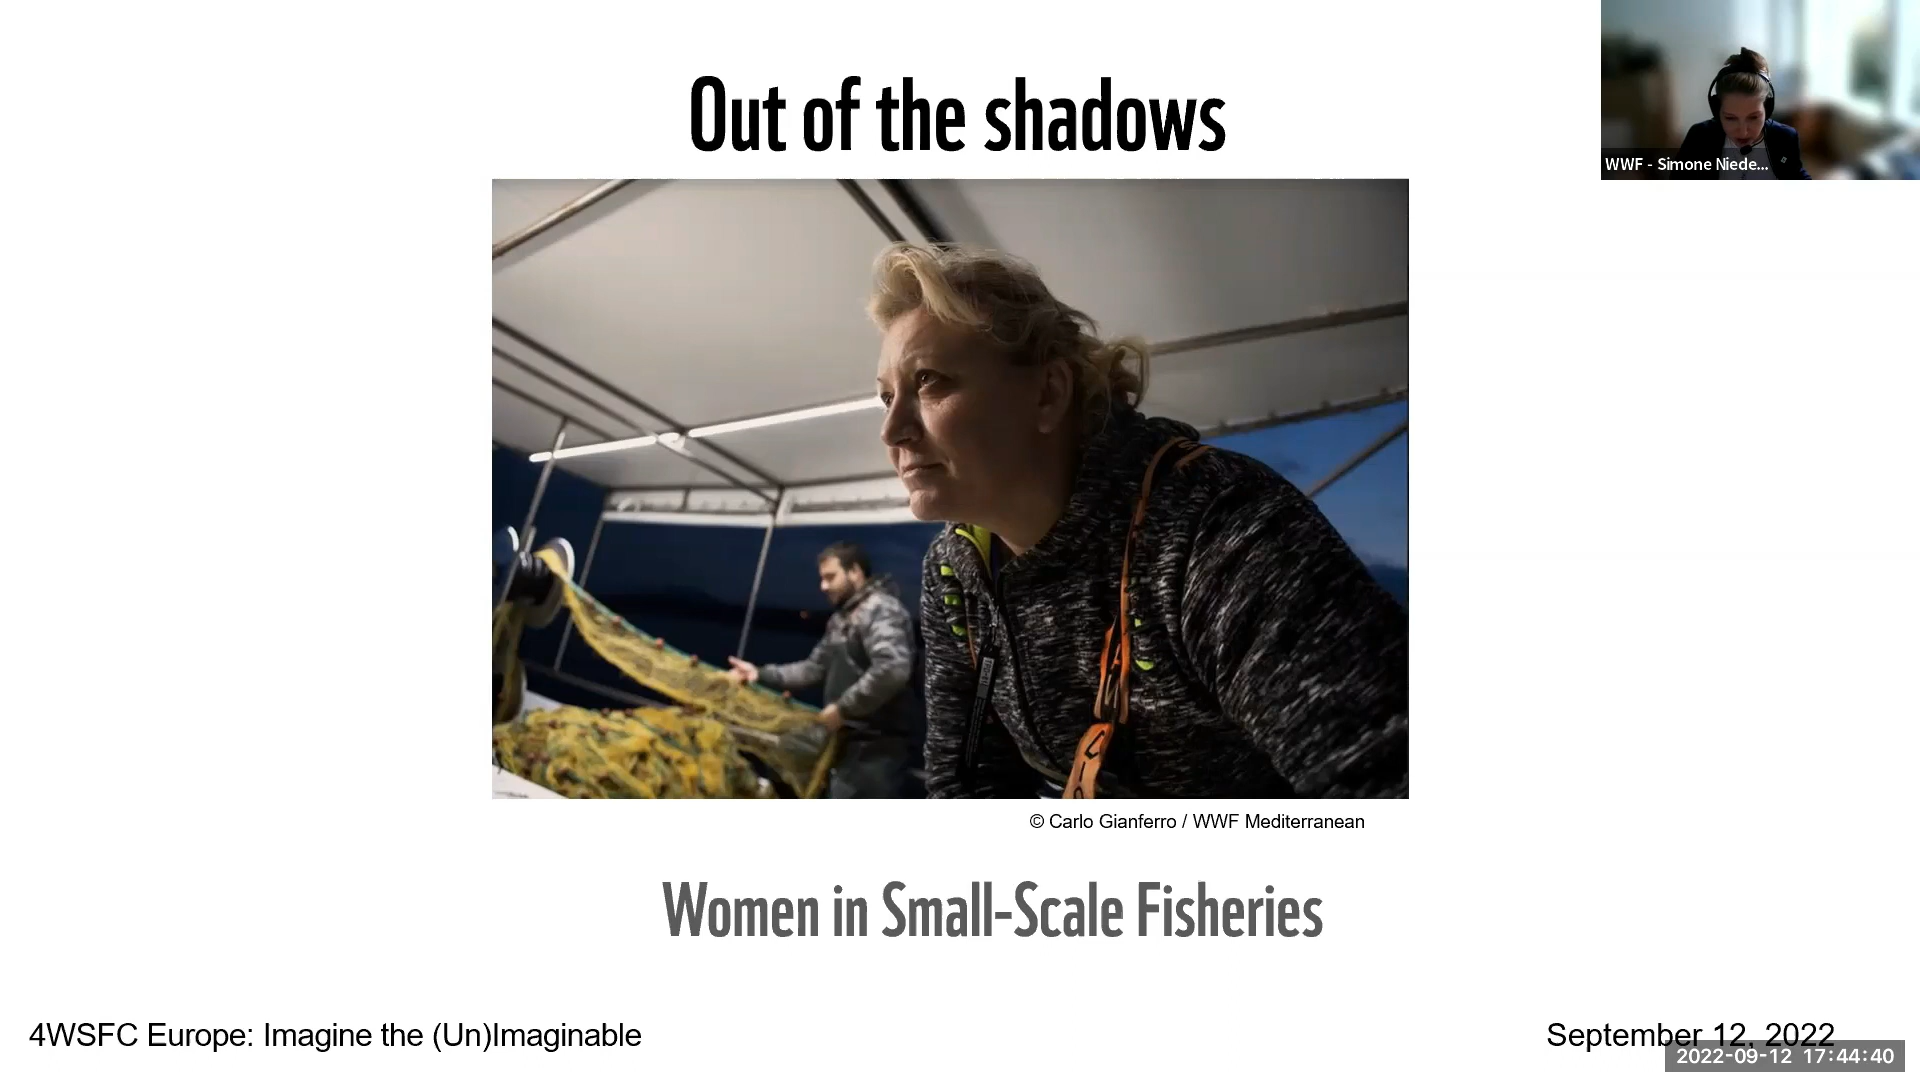 Out of the shadows
WWF - Simone Niede...
© Carlo Gianferro / WWF Mediterranean
Women in Small-Scale Fisheries
4WSFC Europe: Imagine the (Un)Imaginable
September 12, 2022
2022-09-12 17:44:40